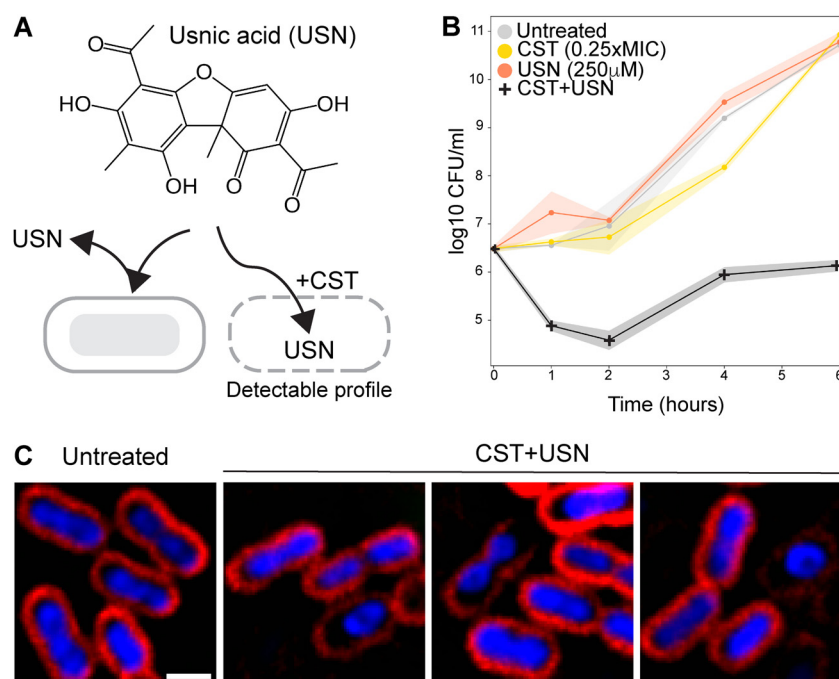 A
Usnic acid (USN)
O
O
HO
OH
OH
O
O
USN
+CST
USN
Detectable profile
B
Untreated
CST (0.25xMIC)
USN (250µM)
CST+USN
log10 CFU/ml
11
10
9
8
7
6
5
0 1 2 4 6
Time (hours)
C
Untreated
CST+USN